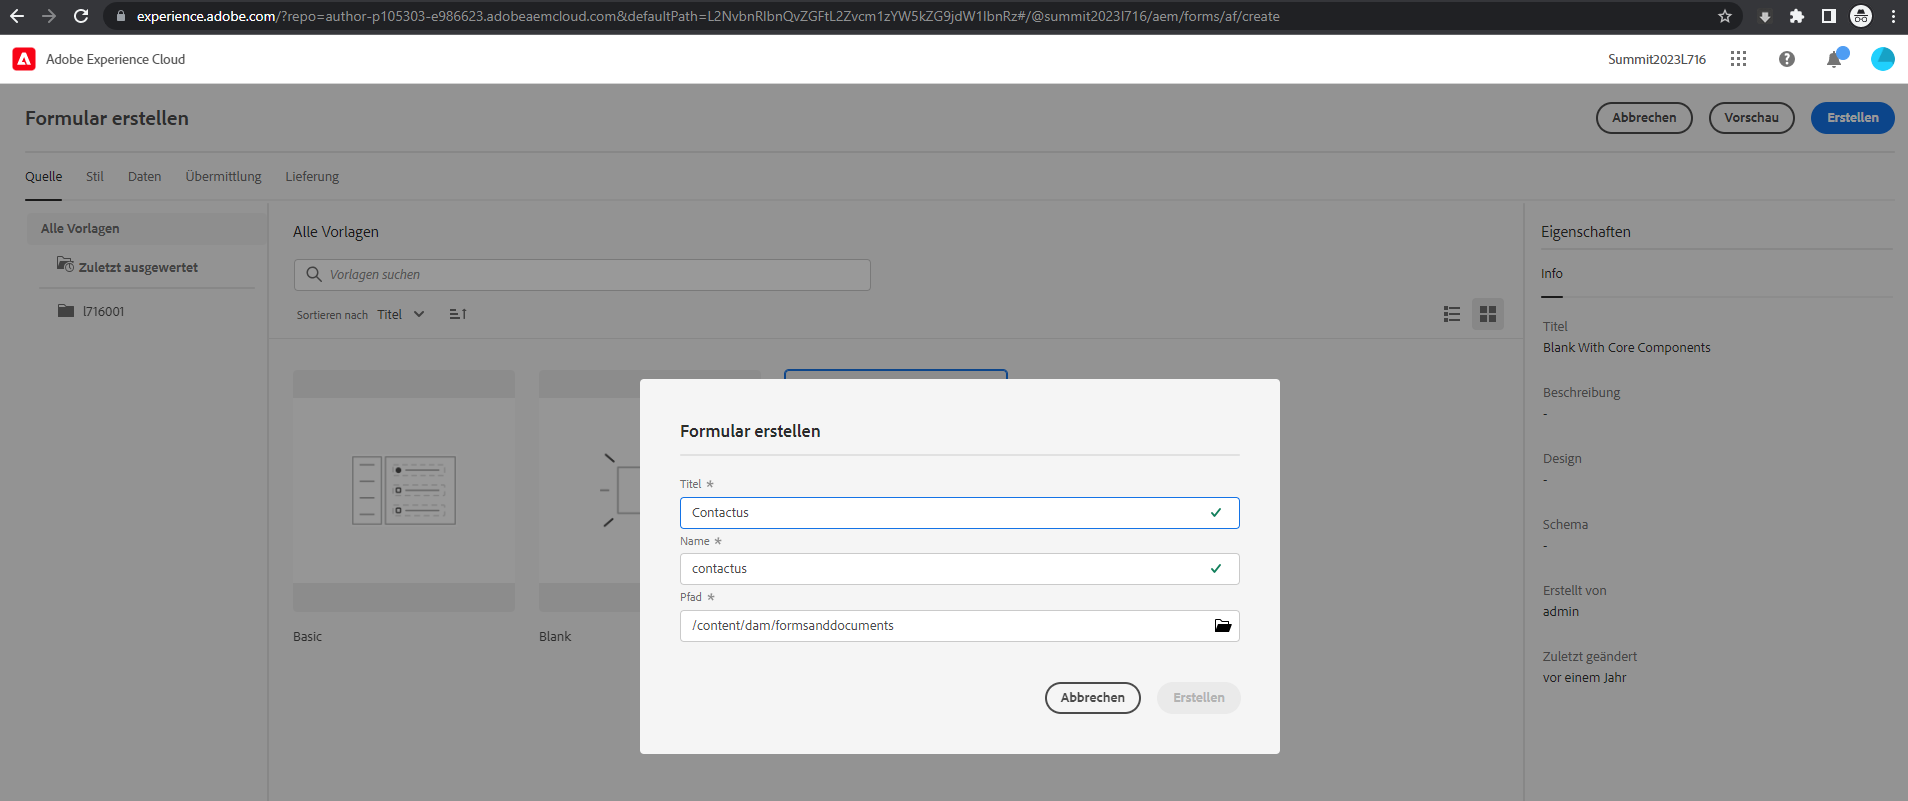 experience.adobe.com/?repo=author-p105303-e986623.adobeaemcloud.com&defaultPath=L2NvbnRlbnQvZGFtL2Zvcm1zYW5kZG9jdW1lbnRz#/@summit2023l716/aem/forms/af/create
Adobe Experience Cloud
Summit2023L716
Formular erstellen
Abbrechen
Vorschau
Erstellen
Quelle
Stil
Daten
Übermittlung
Lieferung
Alle Vorlagen
Zuletzt ausgewertet
l716001
Alle Vorlagen
Vorlagen suchen
Sortieren nach Titel
Basic
Blank
Formular erstellen
Titel *
Contactus
Name *
contactus
Pfad *
/content/dam/formsanddocuments
Abbrechen
Erstellen
Eigenschaften
Info
Titel
Blank With Core Components
Beschreibung
-
Design
-
Schema
-
Erstellt von
admin
Zuletzt geändert
vor einem Jahr